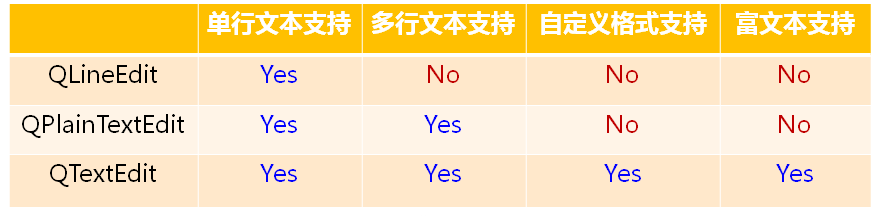 单行文本支持 多行文本支持 自定义格式支持 富文本支持
QLineEdit Yes No No No
QPlainTextEdit Yes Yes No No
QTextEdit Yes Yes Yes Yes